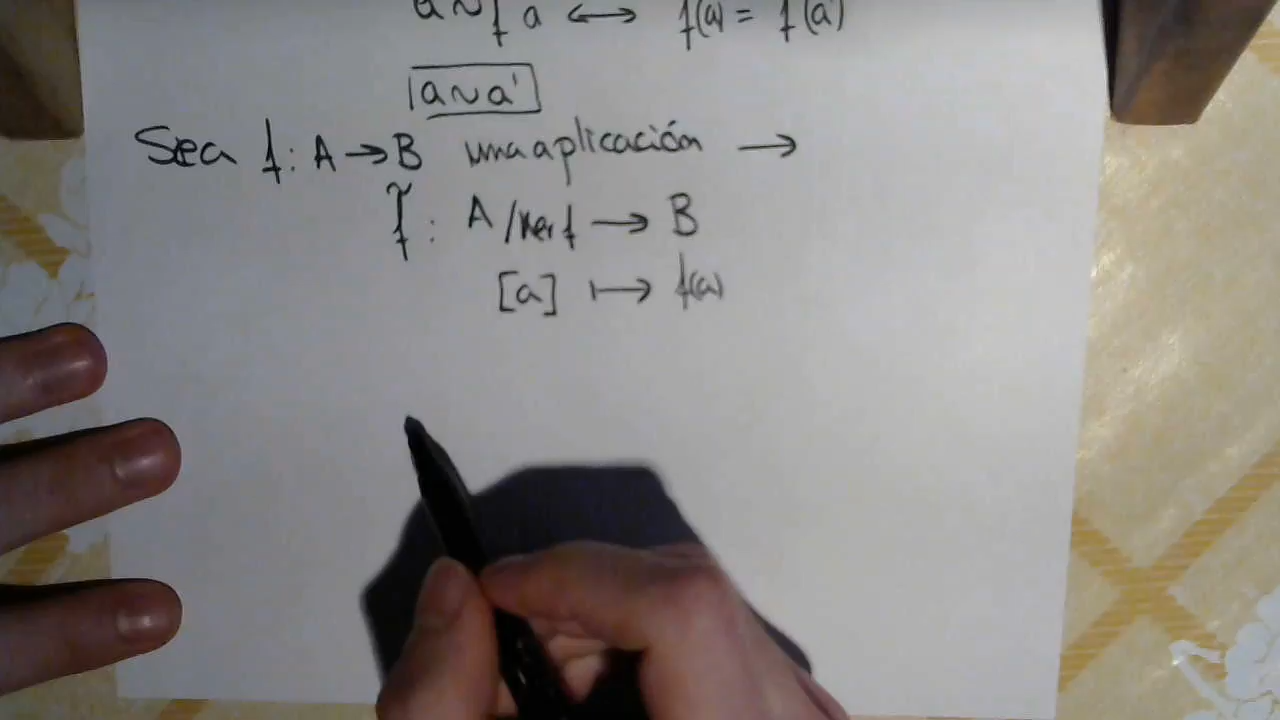 a ~f a ↔ f(a) = f(a')
a ~ a'
Sea f: A → B una aplicación →
f̃ : A/Ker f → B
[a] ↦ f(a)